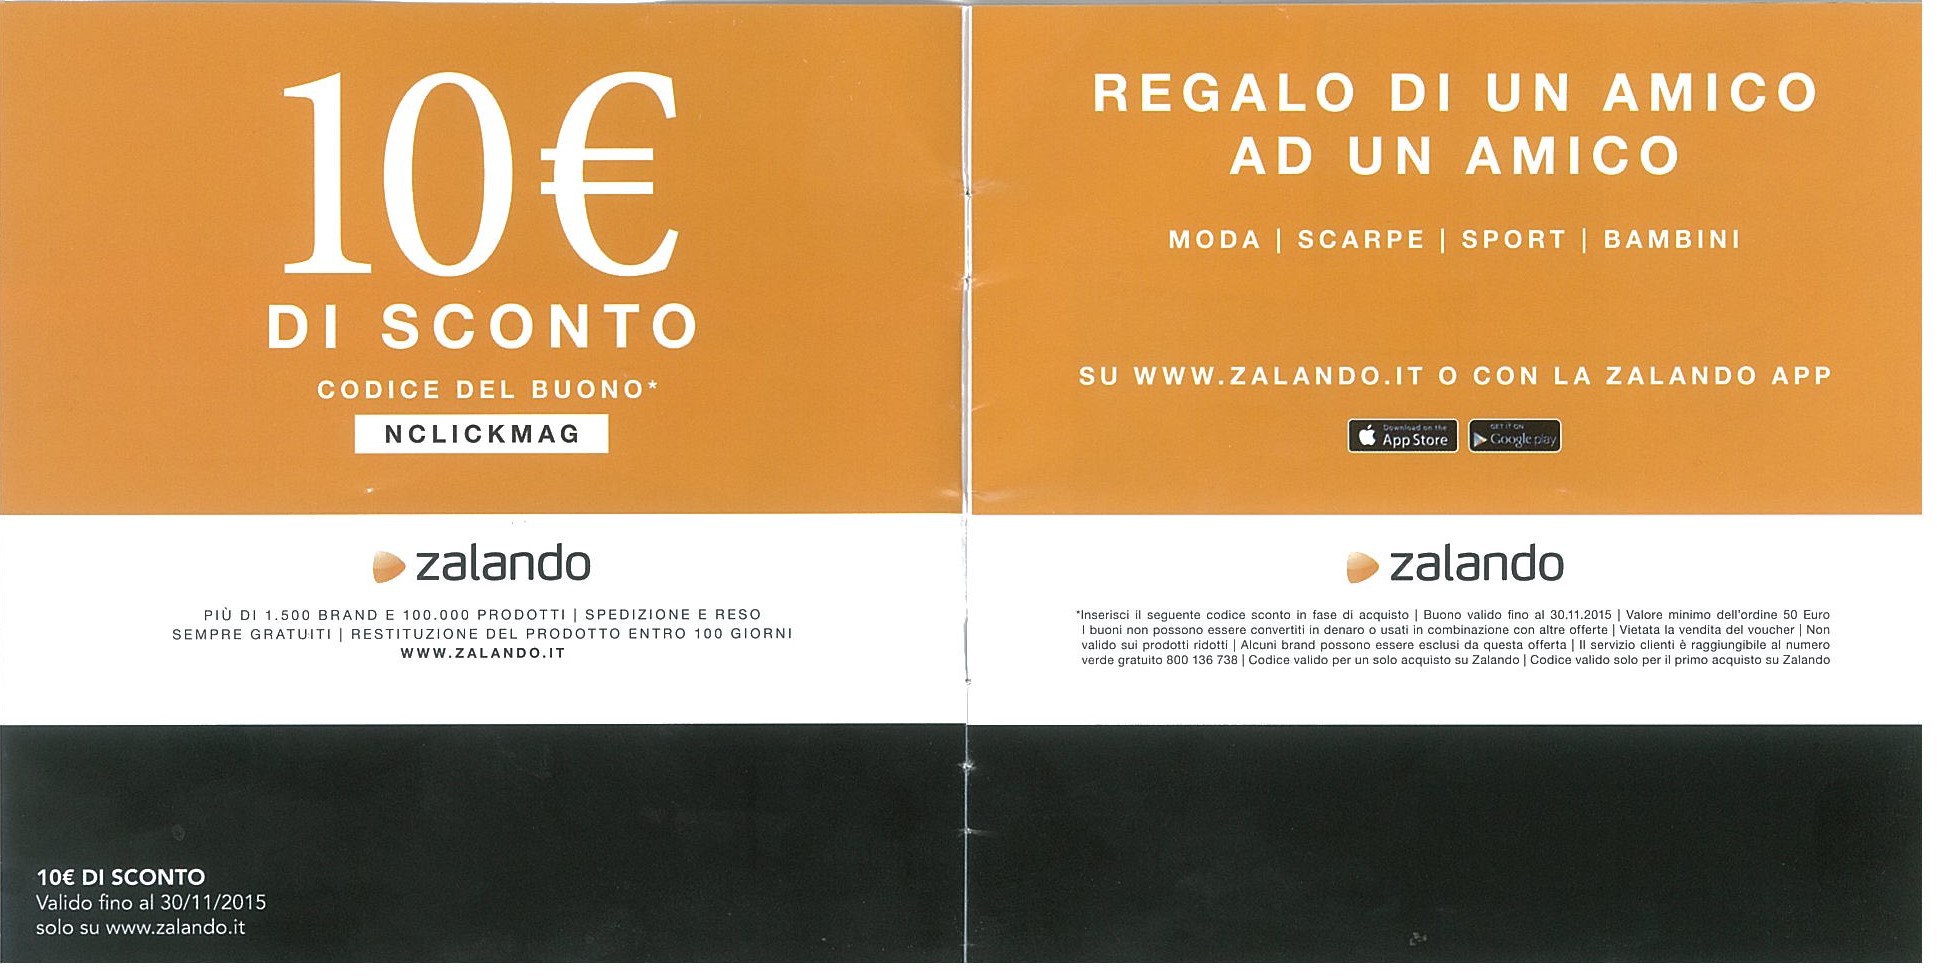 10€
DI SCONTO
CODICE DEL BUONO*
NCLICKMAG
zalando
PIÙ DI 1.500 BRAND E 100.000 PRODOTTI | SPEDIZIONE E RESO
SEMPRE GRATUITI | RESTITUZIONE DEL PRODOTTO ENTRO 100 GIORNI
WWW.ZALANDO.IT
10€ DI SCONTO
Valido fino al 30/11/2015
solo su www.zalando.it
REGALO DI UN AMICO
AD UN AMICO
MODA | SCARPE | SPORT | BAMBINI
SU WWW.ZALANDO.IT O CON LA ZALANDO APP
Download on the
App Store
GET IT ON
Google play
zalando
*Inserisci il seguente codice sconto in fase di acquisto | Buono valido fino al 30.11.2015 | Valore minimo dell'ordine 50 Euro
I buoni non possono essere convertiti in denaro o usati in combinazione con altre offerte | Vietata la vendita del voucher | Non
valido sui prodotti ridotti | Alcuni brand possono essere esclusi da questa offerta | Il servizio clienti è raggiungibile al numero
verde gratuito 800 136 738 | Codice valido per un solo acquisto su Zalando | Codice valido solo per il primo acquisto su Zalando